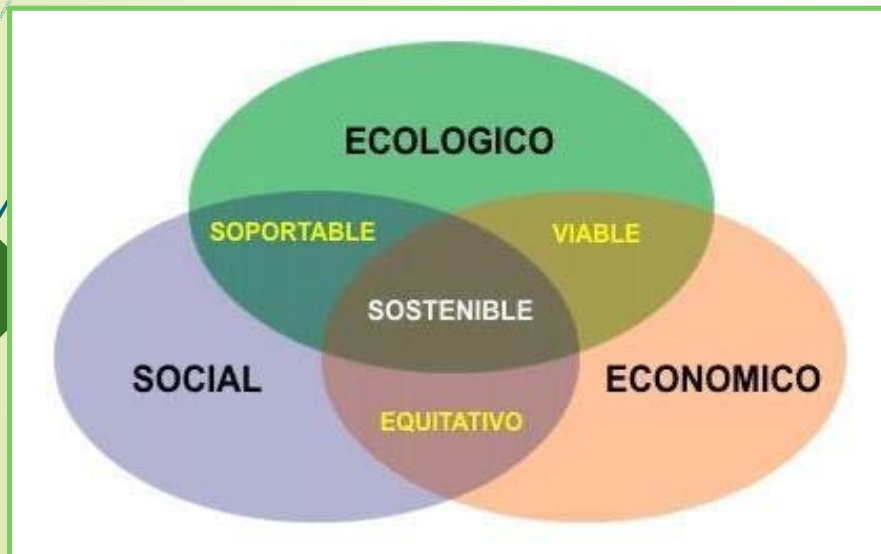 ECOLOGICO
SOPORTABLE
VIABLE
SOSTENIBLE
SOCIAL
ECONOMICO
EQUITATIVO